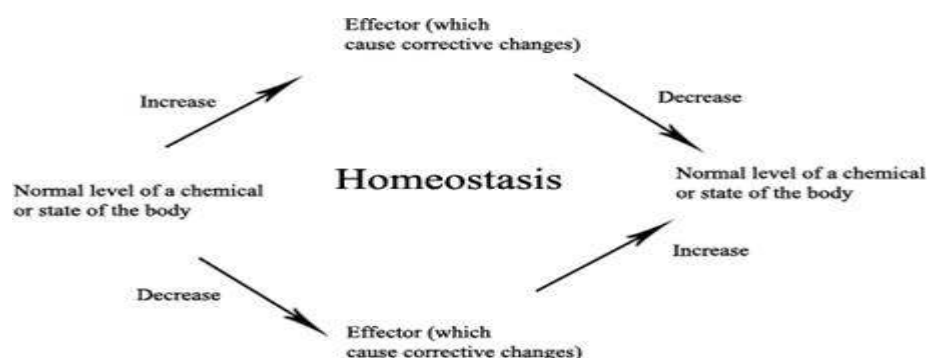 Effector (which
cause corrective changes)
Increase
Decrease
Normal level of a chemical
or state of the body
Homeostasis
Normal level of a chemical
or state of the body
Decrease
Increase
Effector (which
cause corrective changes)